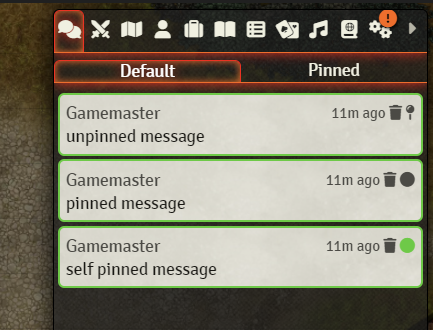 !
Default
Pinned
Gamemaster
11m ago
unpinned message
Gamemaster
11m ago
pinned message
Gamemaster
11m ago
self pinned message